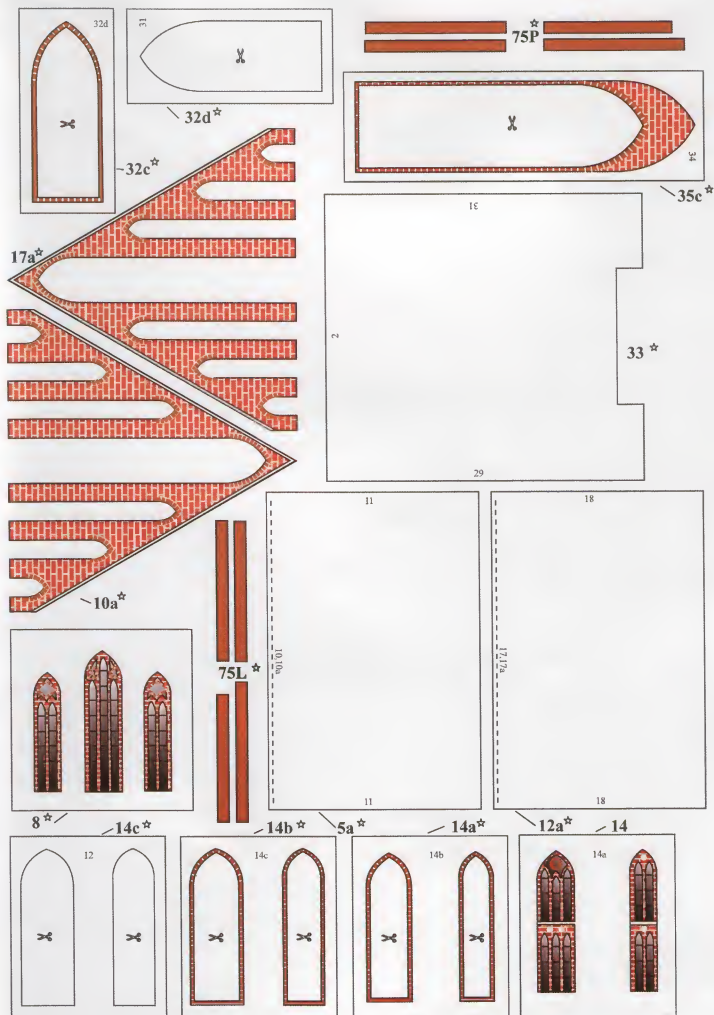 32d
31
75P ☆
32d ☆
32c ☆
34
35c ☆
17a ☆
31
2
33 ☆
29
11
18
10a ☆
10,10a
17,17a
75L ☆
11
18
8 ☆
14c ☆
14b ☆
5a ☆
14a ☆
12a ☆
14
12
14c
14b
14a